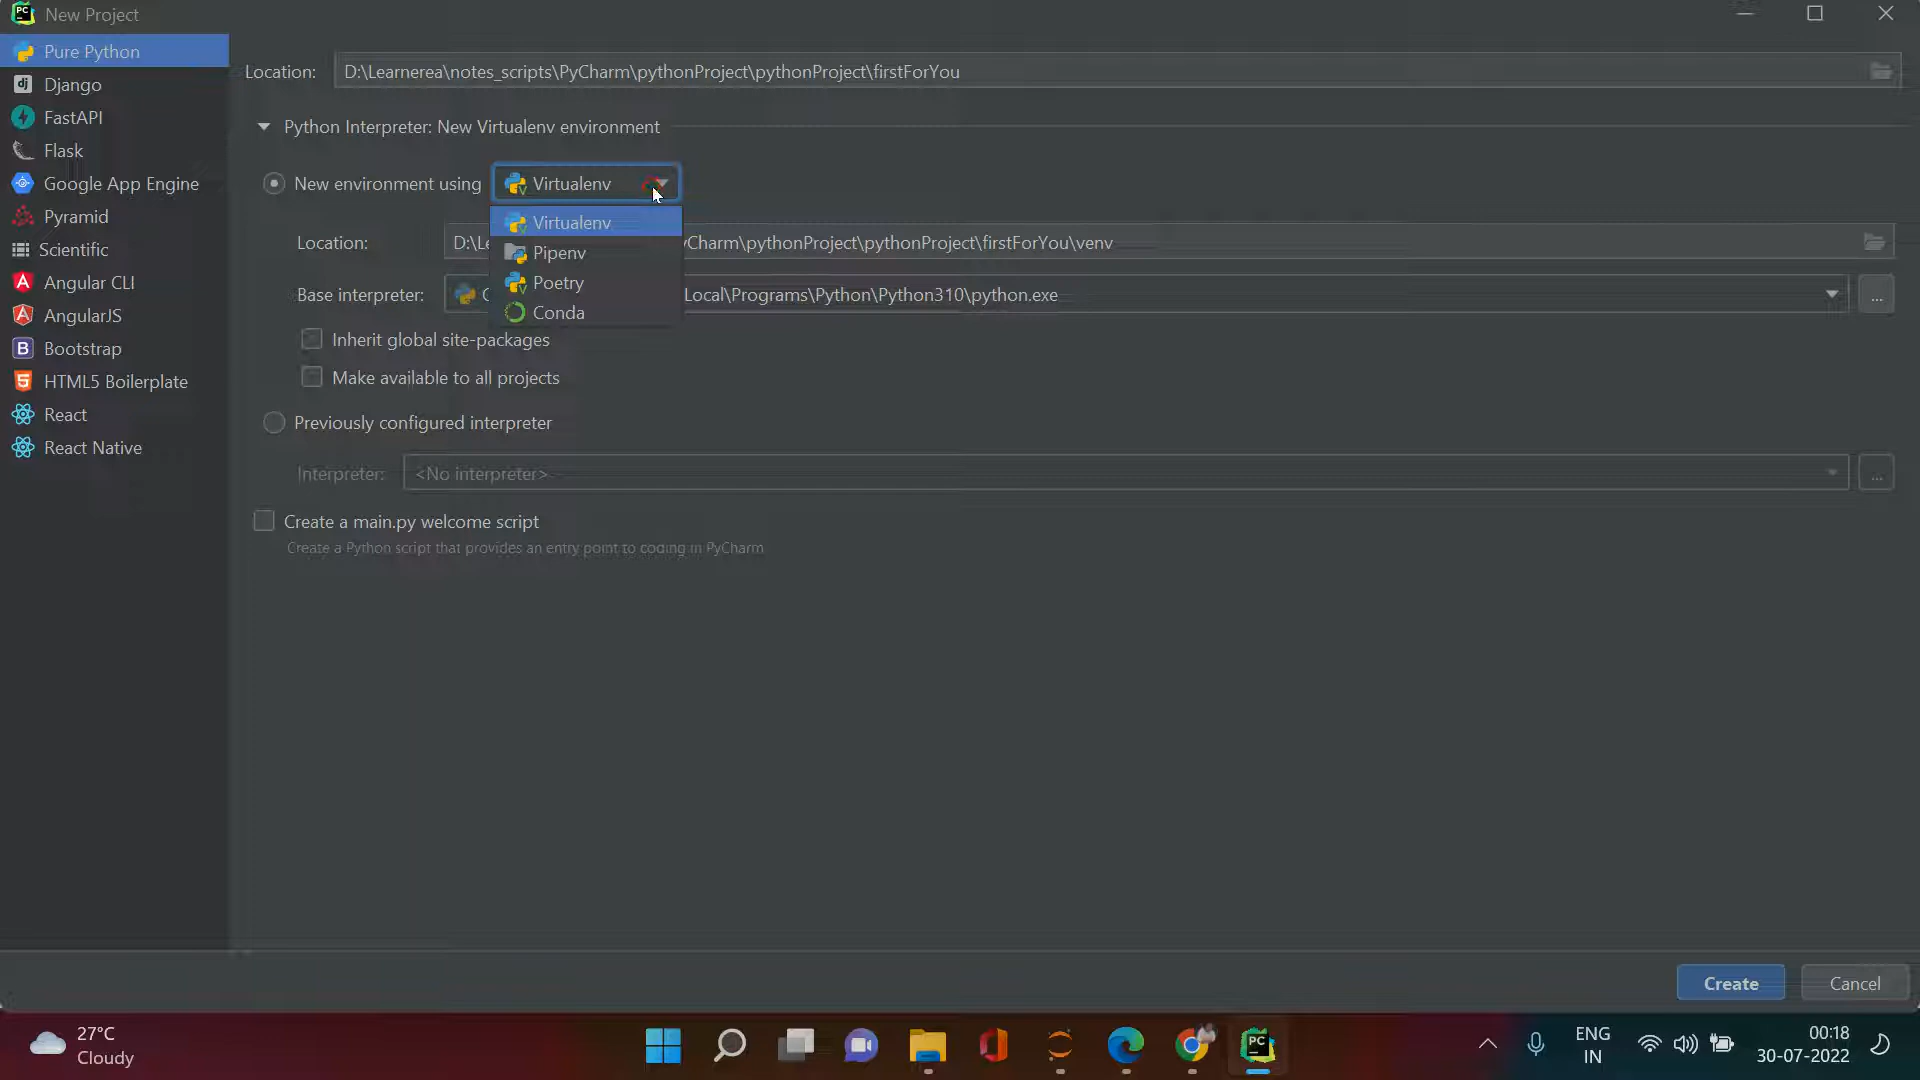 New Project
Pure Python
Django
FastAPI
Flask
Google App Engine
Pyramid
Scientific
Angular CLI
AngularJS
Bootstrap
HTML5 Boilerplate
React
React Native
Location: D:\Learnerea\notes_scripts\PyCharm\pythonProject\pythonProject\firstForYou
Python Interpreter: New Virtualenv environment
New environment using Virtualenv
Virtualenv
Pipenv
Poetry
Conda
Location: D:\Le yCharm\pythonProject\pythonProject\firstForYou\venv
Base interpreter: C Local\Programs\Python\Python310\python.exe ...
Inherit global site-packages
Make available to all projects
Previously configured interpreter
Interpreter: <No interpreter> ...
Create a main.py welcome script
Create a Python script that provides an entry point to coding in PyCharm
Create Cancel
27°C
Cloudy
ENG
IN
00:18
30-07-2022